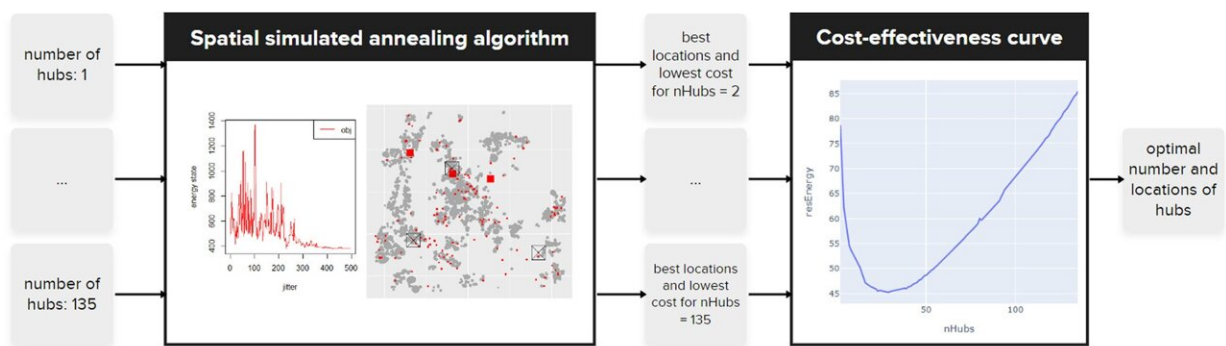 number of
hubs: 1
...
number of
hubs: 135
Spatial simulated annealing algorithm
obj
energy state
1400
1200
1000
800
600
400
0 100 200 300 400 500
jitter
best
locations and
lowest cost
for nHubs = 2
...
best locations
and lowest
cost for nHubs
= 135
Cost-effectiveness curve
resEnergy
85
80
75
70
65
60
55
50
45
50 100
nHubs
optimal
number and
locations of
hubs